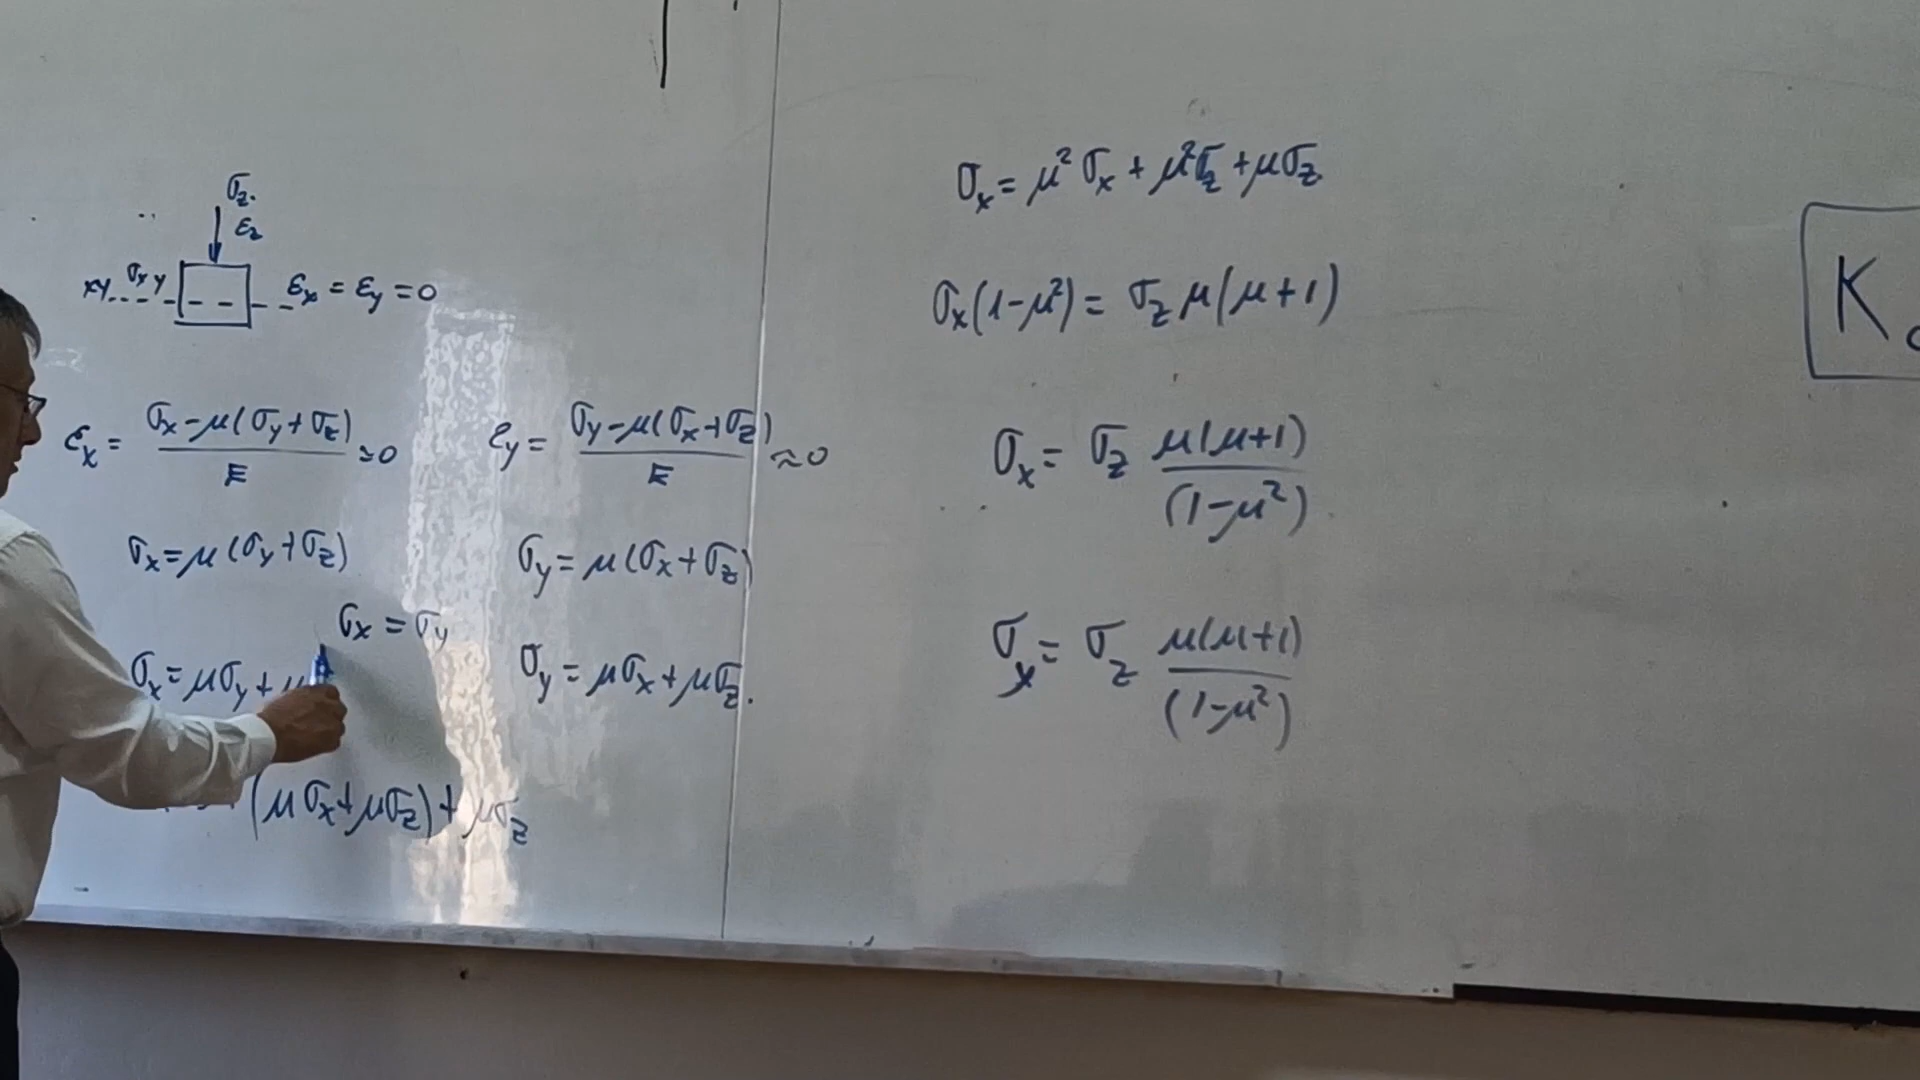 σz.
εz
xy σxy εx = εy = 0
εx = σx-μ(σy+σz) / E ≈0
εy = σy-μ(σx+σz) / E ≈0
σx=μ(σy+σz)
σy=μ(σx+σz)
σx = σy
σx=μσy+μ
σy=μσx+μσz.
(μσx+μσz)+μσz
σx=μ²σx+μ²σz+μσz
σx(1-μ²)= σz μ(μ+1)
σx= σz μ(μ+1) / (1-μ²)
σx= σz μ(μ+1) / (1-μ²)
K